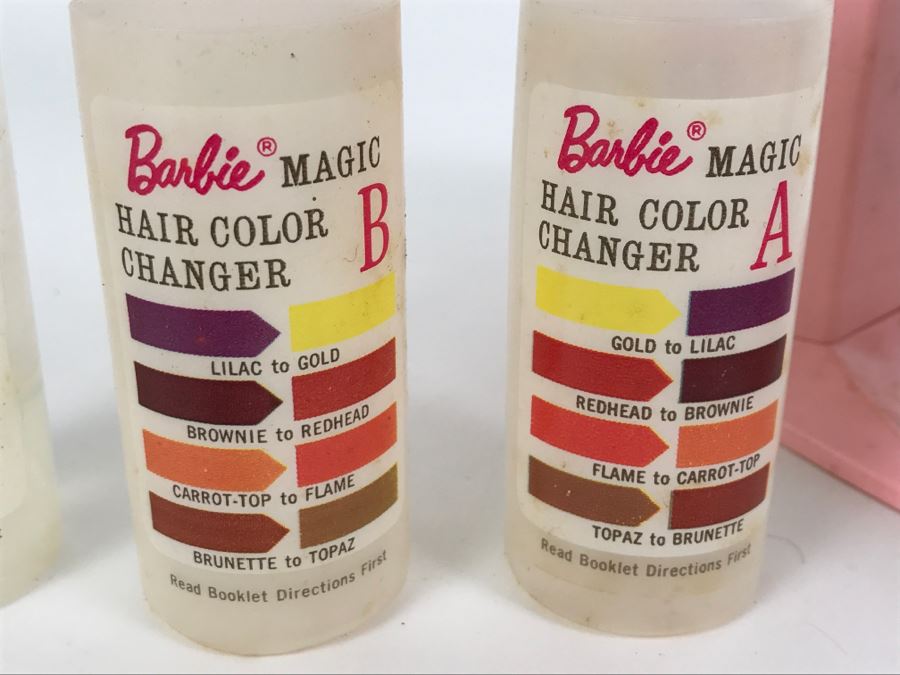 Barbie® MAGIC
HAIR COLOR
CHANGER B
LILAC to GOLD
BROWNIE to REDHEAD
CARROT-TOP to FLAME
BRUNETTE to TOPAZ
Read Booklet Directions First
Barbie® MAGIC
HAIR COLOR
CHANGER A
GOLD to LILAC
REDHEAD to BROWNIE
FLAME to CARROT-TOP
TOPAZ to BRUNETTE
Read Booklet Directions First